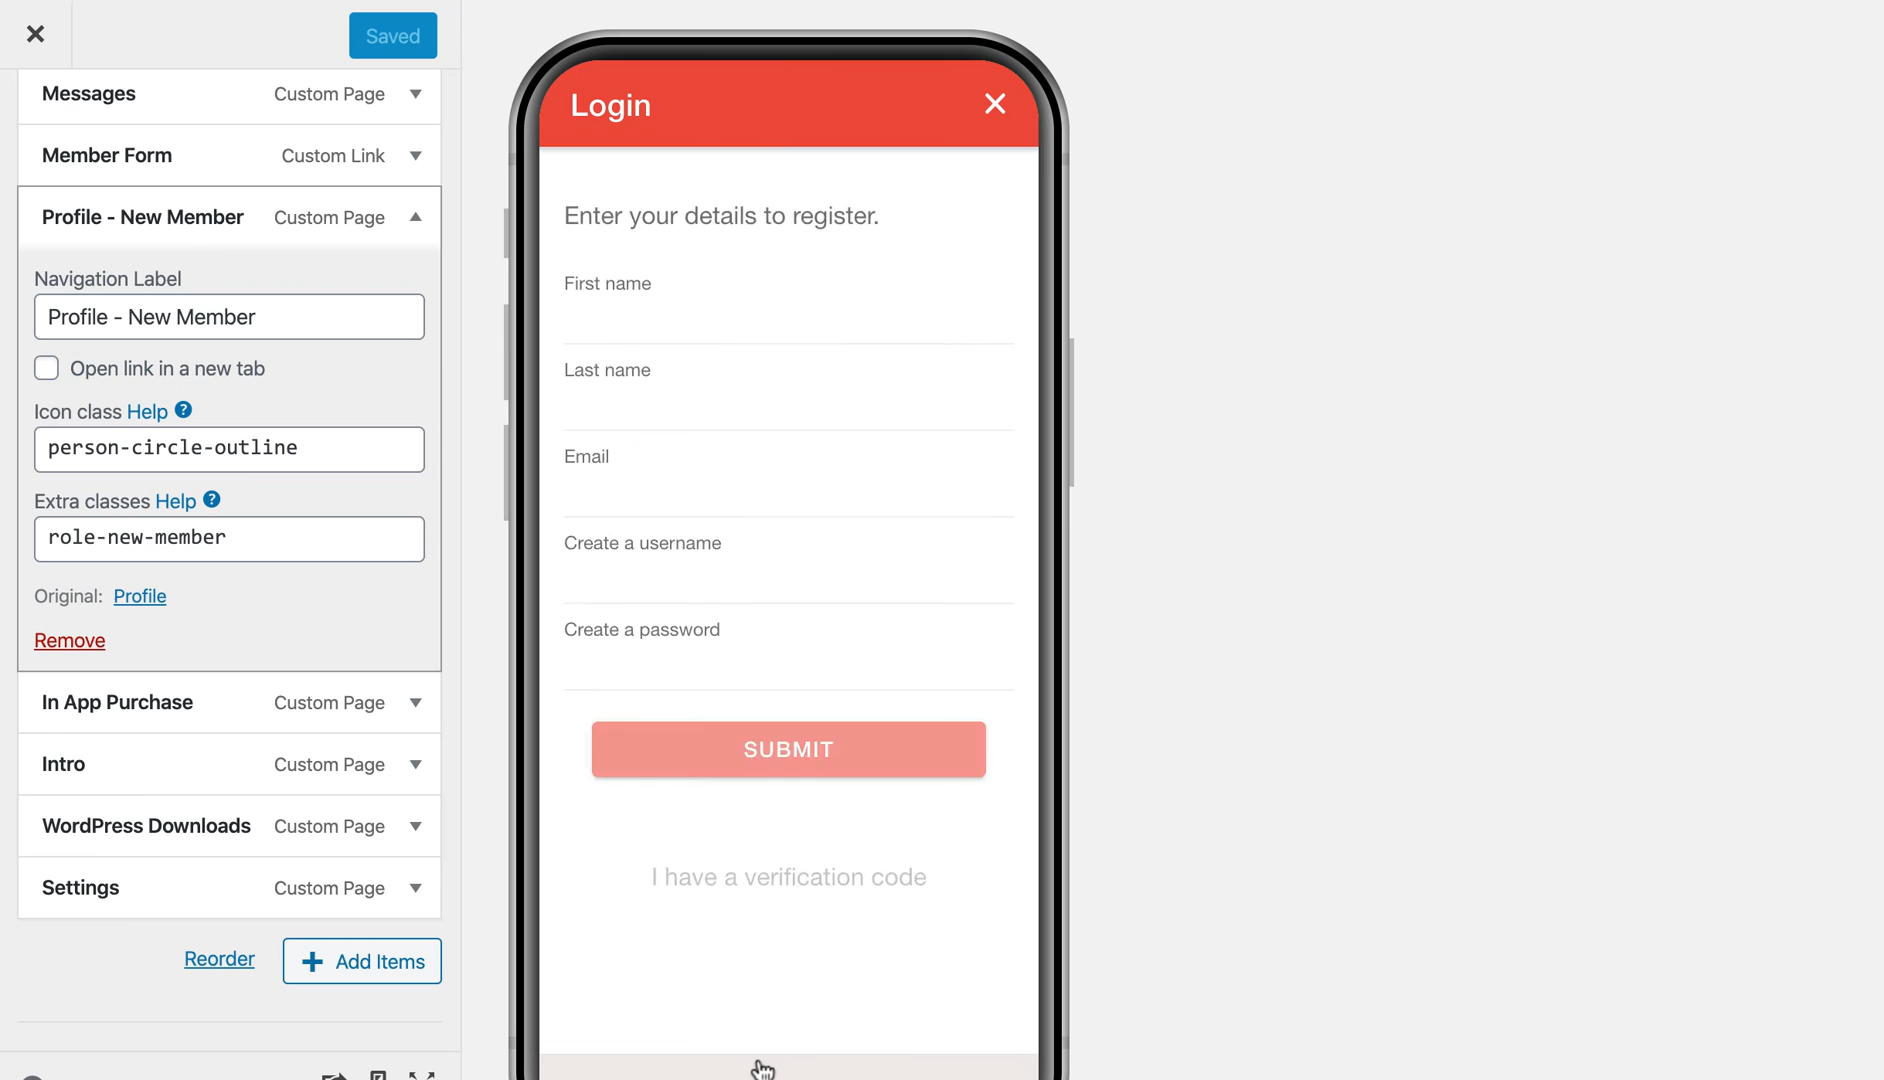 Saved
Messages Custom Page
Member Form Custom Link
Profile - New Member Custom Page
Navigation Label
Profile - New Member
Open link in a new tab
Icon class Help ?
person-circle-outline
Extra classes Help ?
role-new-member
Original: Profile
Remove
In App Purchase Custom Page
Intro Custom Page
WordPress Downloads Custom Page
Settings Custom Page
Reorder
Add Items
Login
Enter your details to register.
First name
Last name
Email
Create a username
Create a password
SUBMIT
I have a verification code